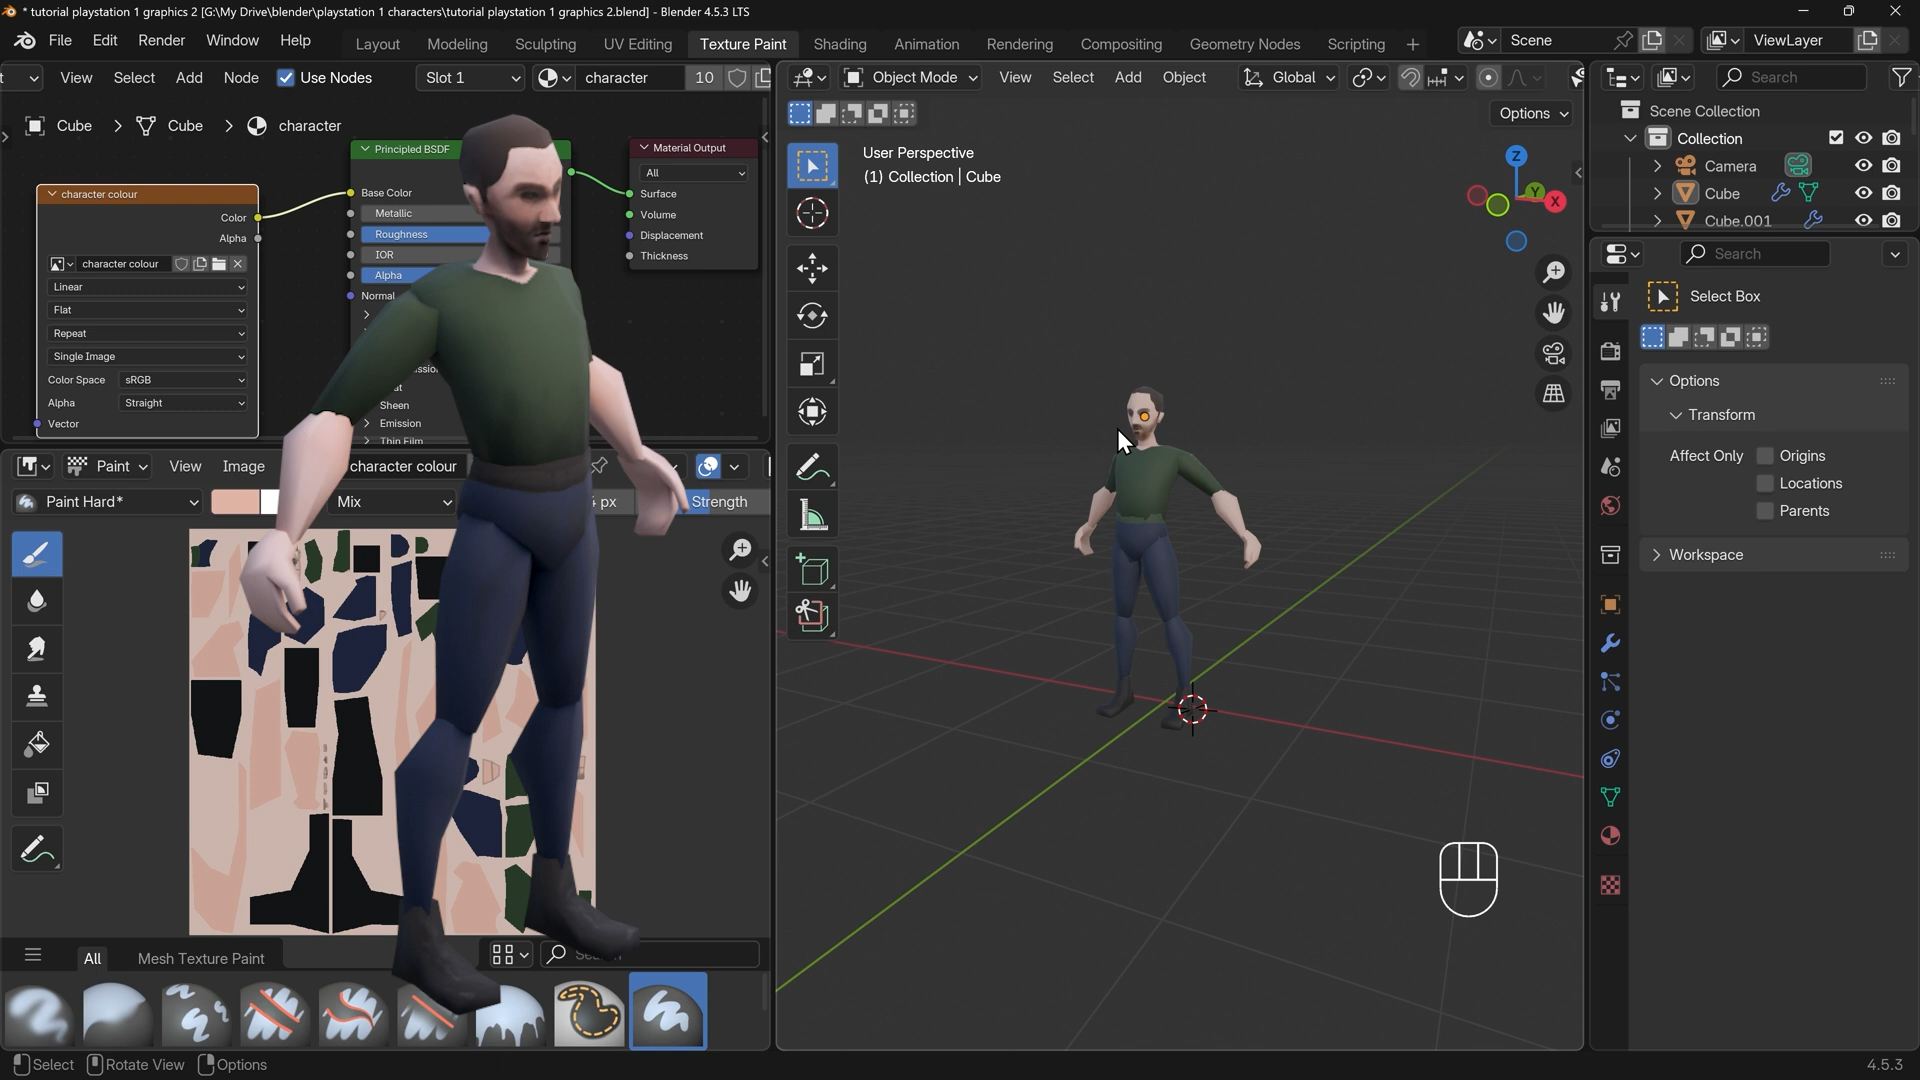 * tutorial playstation 1 graphics 2 [G:\My Drive\blender\playstation 1 characters\tutorial playstation 1 graphics 2.blend] - Blender 4.5.3 LTS
File Edit Render Window Help
Layout Modeling Sculpting UV Editing Texture Paint Shading Animation Rendering Compositing Geometry Nodes Scripting
Scene ViewLayer
View Select Add Node Use Nodes Slot 1 character 10
Object Mode View Select Add Object Global
Search
Options
Cube Cube character
Scene Collection
Collection
Camera
Cube
Cube.001
User Perspective
(1) Collection | Cube
Z
Y
X
character colour
Color
Alpha
character colour
Linear
Flat
Repeat
Single Image
Color Space sRGB
Alpha Straight
Vector
Principled BSDF
Base Color
Metallic
Roughness
IOR
Alpha
Normal
Sheen
Emission
Thin Film
Material Output
All
Surface
Volume
Displacement
Thickness
Search
Select Box
Options
Transform
Affect Only Origins
Locations
Parents
Workspace
Paint View Image character colour
Paint Hard* Mix px Strength
All Mesh Texture Paint
Select Rotate View Options
4.5.3